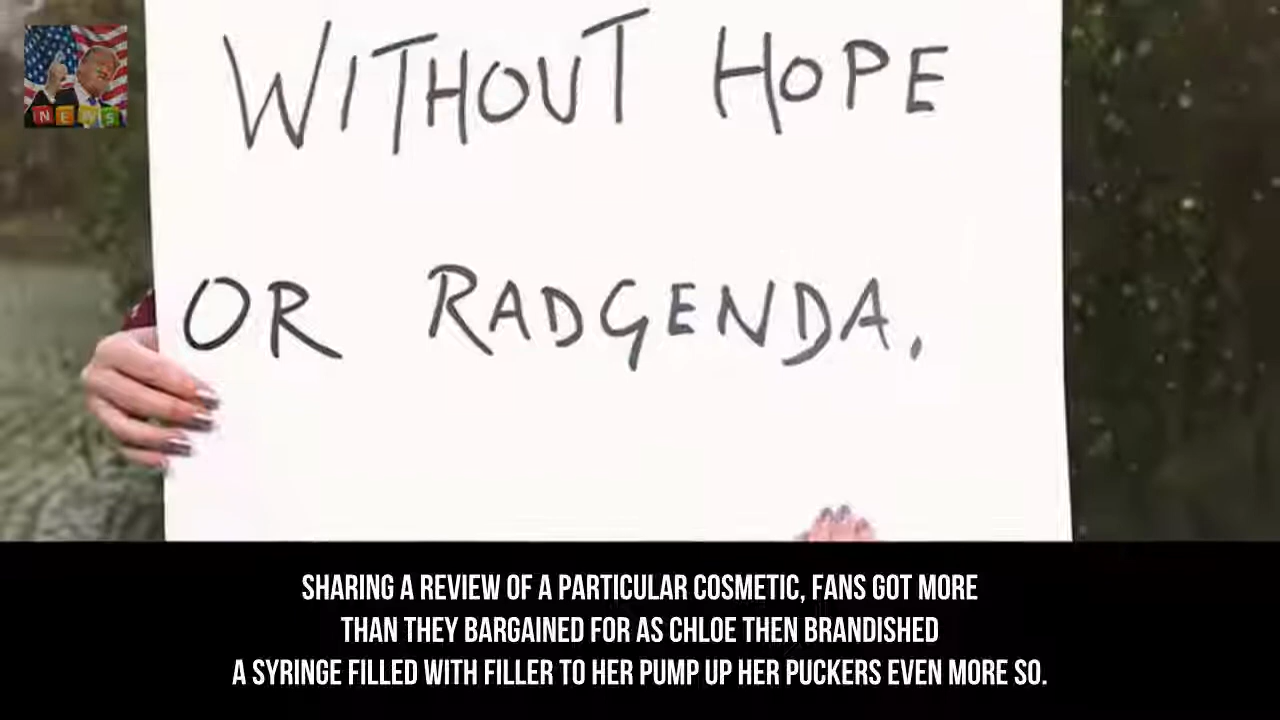 NEWS
WITHOUT HOPE
OR RADGENDA.
SHARING A REVIEW OF A PARTICULAR COSMETIC, FANS GOT MORE
THAN THEY BARGAINED FOR AS CHLOE THEN BRANDISHED
A SYRINGE FILLED WITH FILLER TO HER PUMP UP HER PUCKERS EVEN MORE SO.